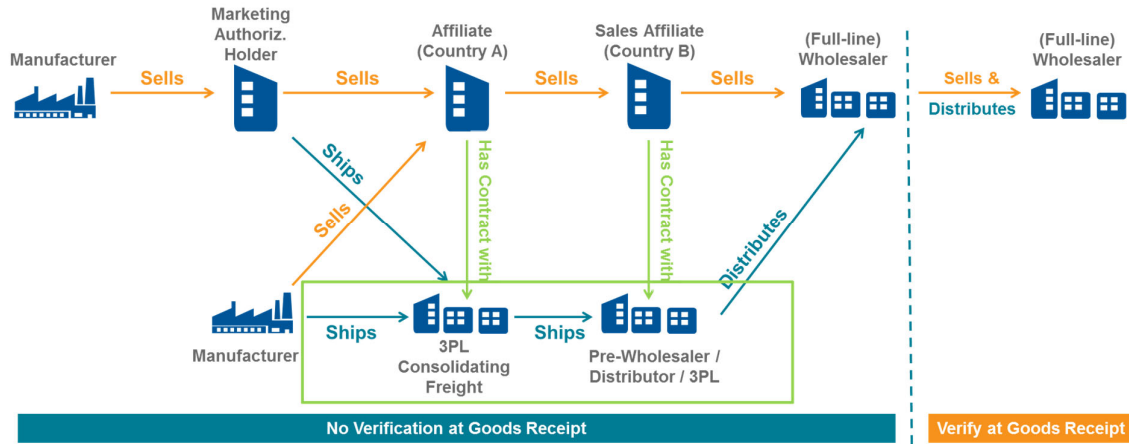 Manufacturer
Sells
Marketing
Authoriz.
Holder
Sells
Affiliate
(Country A)
Sells
Sales Affiliate
(Country B)
Sells
(Full-line)
Wholesaler
Sells &
Distributes
(Full-line)
Wholesaler
Ships
Sells
Has Contract with
Has Contract with
Distributes
Manufacturer
Ships
3PL
Consolidating
Freight
Ships
Pre-Wholesaler /
Distributor / 3PL
No Verification at Goods Receipt
Verify at Goods Receipt